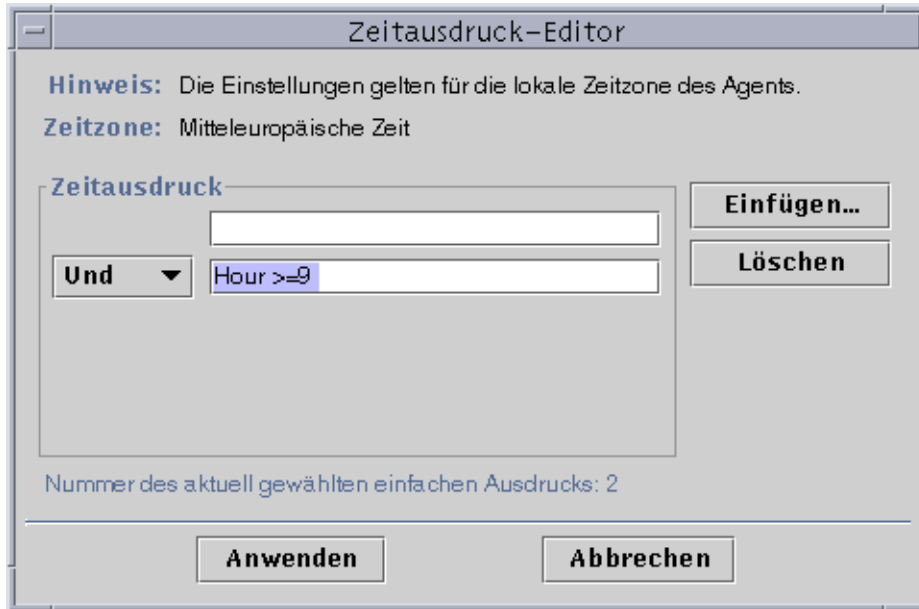 Zeitausdruck-Editor
Hinweis: Die Einstellungen gelten für die lokale Zeitzone des Agents.
Zeitzone: Mitteleuropäische Zeit
Zeitausdruck
Einfügen...
Und Hour >=9
Löschen
Nummer des aktuell gewählten einfachen Ausdrucks: 2
Anwenden Abbrechen